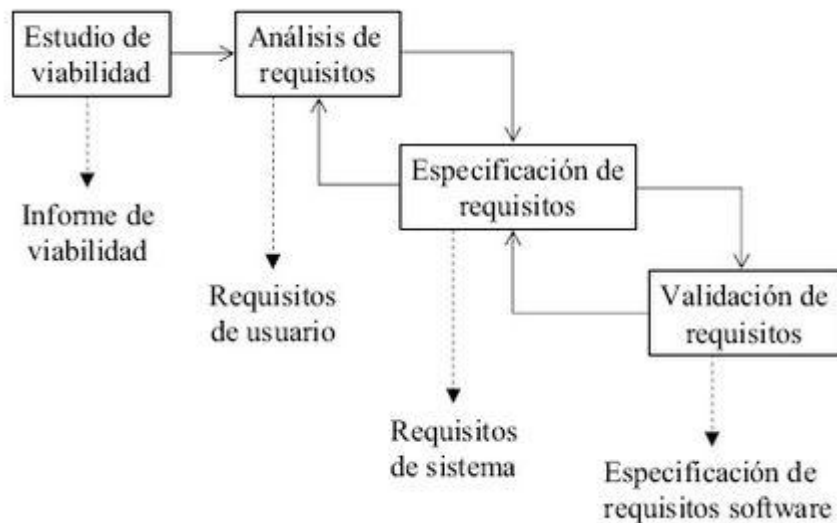 Estudio de
viabilidad
Análisis de
requisitos
Especificación de
requisitos
Informe de
viabilidad
Requisitos
de usuario
Validación de
requisitos
Requisitos
de sistema
Especificación de
requisitos software